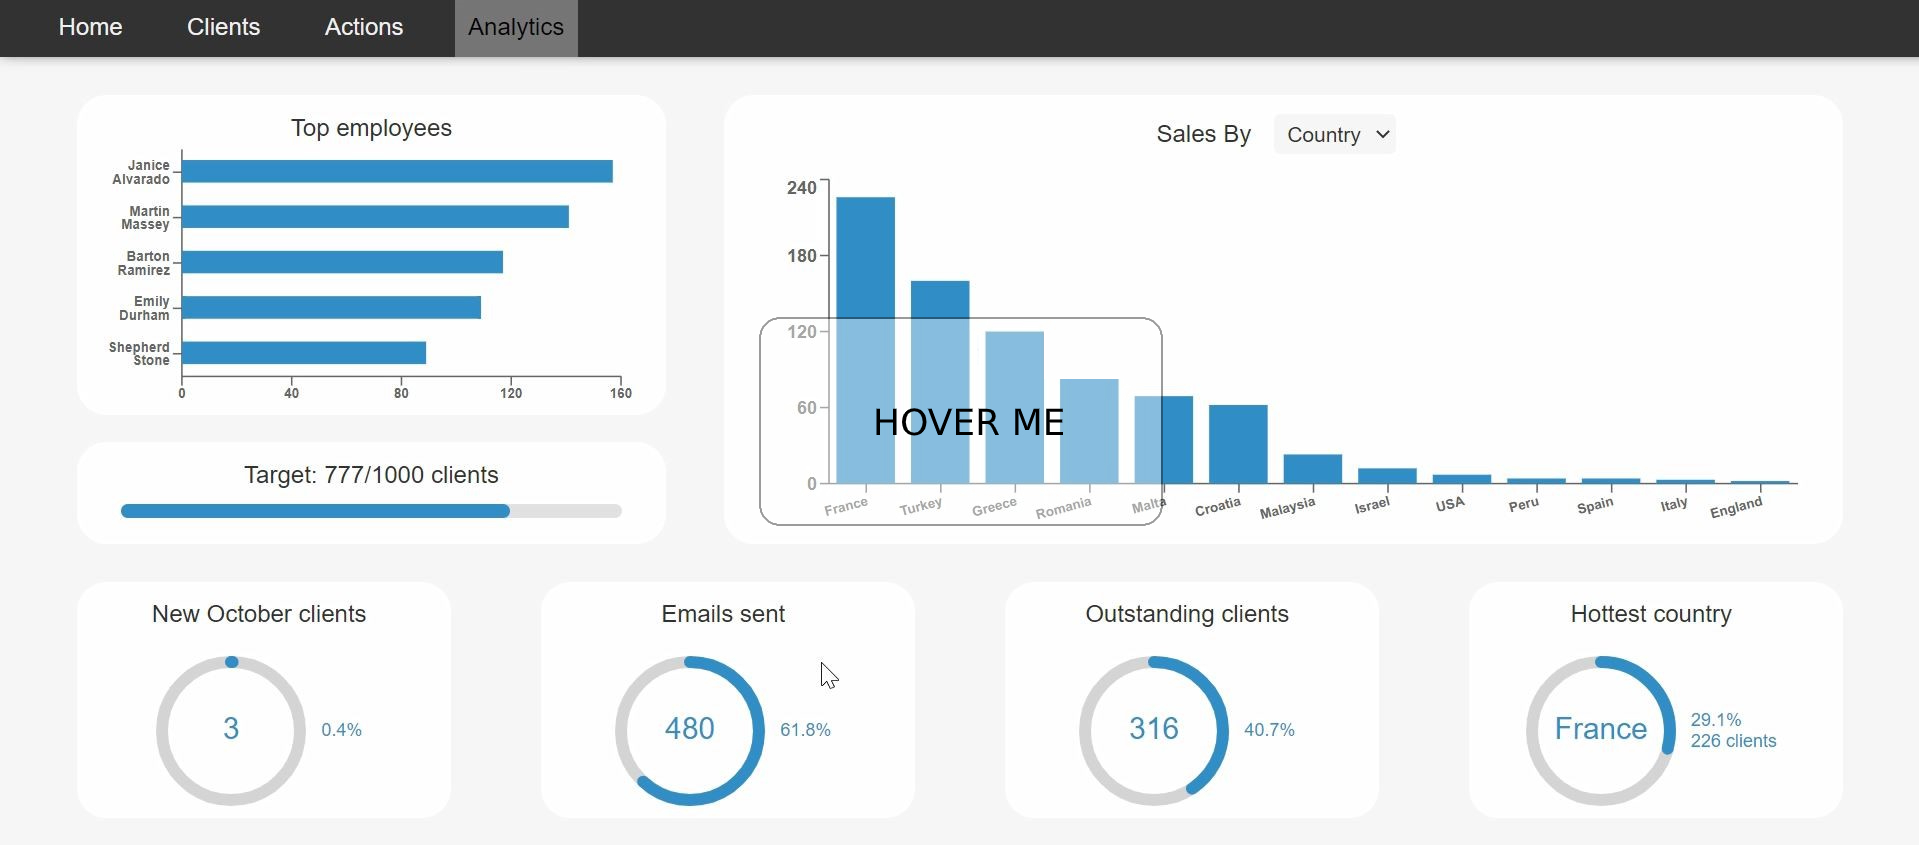 Home Clients Actions Analytics
Top employees
Janice
Alvarado
Martin
Massey
Barton
Ramirez
Emily
Durham
Shepherd
Stone
0 40 80 120 160
Target: 777/1000 clients
Sales By Country
240
180
120
60
0
HOVER ME
France Turkey Greece Romania Malta Croatia Malaysia Israel USA Peru Spain Italy England
New October clients
3
0.4%
Emails sent
480
61.8%
Outstanding clients
316
40.7%
Hottest country
France
29.1%
226 clients